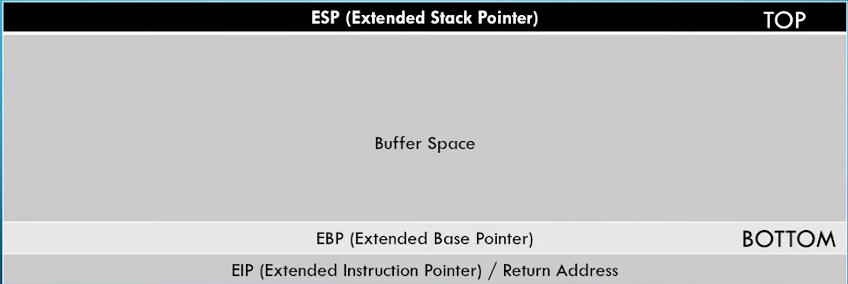 ESP (Extended Stack Pointer) TOP
Buffer Space
EBP (Extended Base Pointer) BOTTOM
EIP (Extended Instruction Pointer) / Return Address